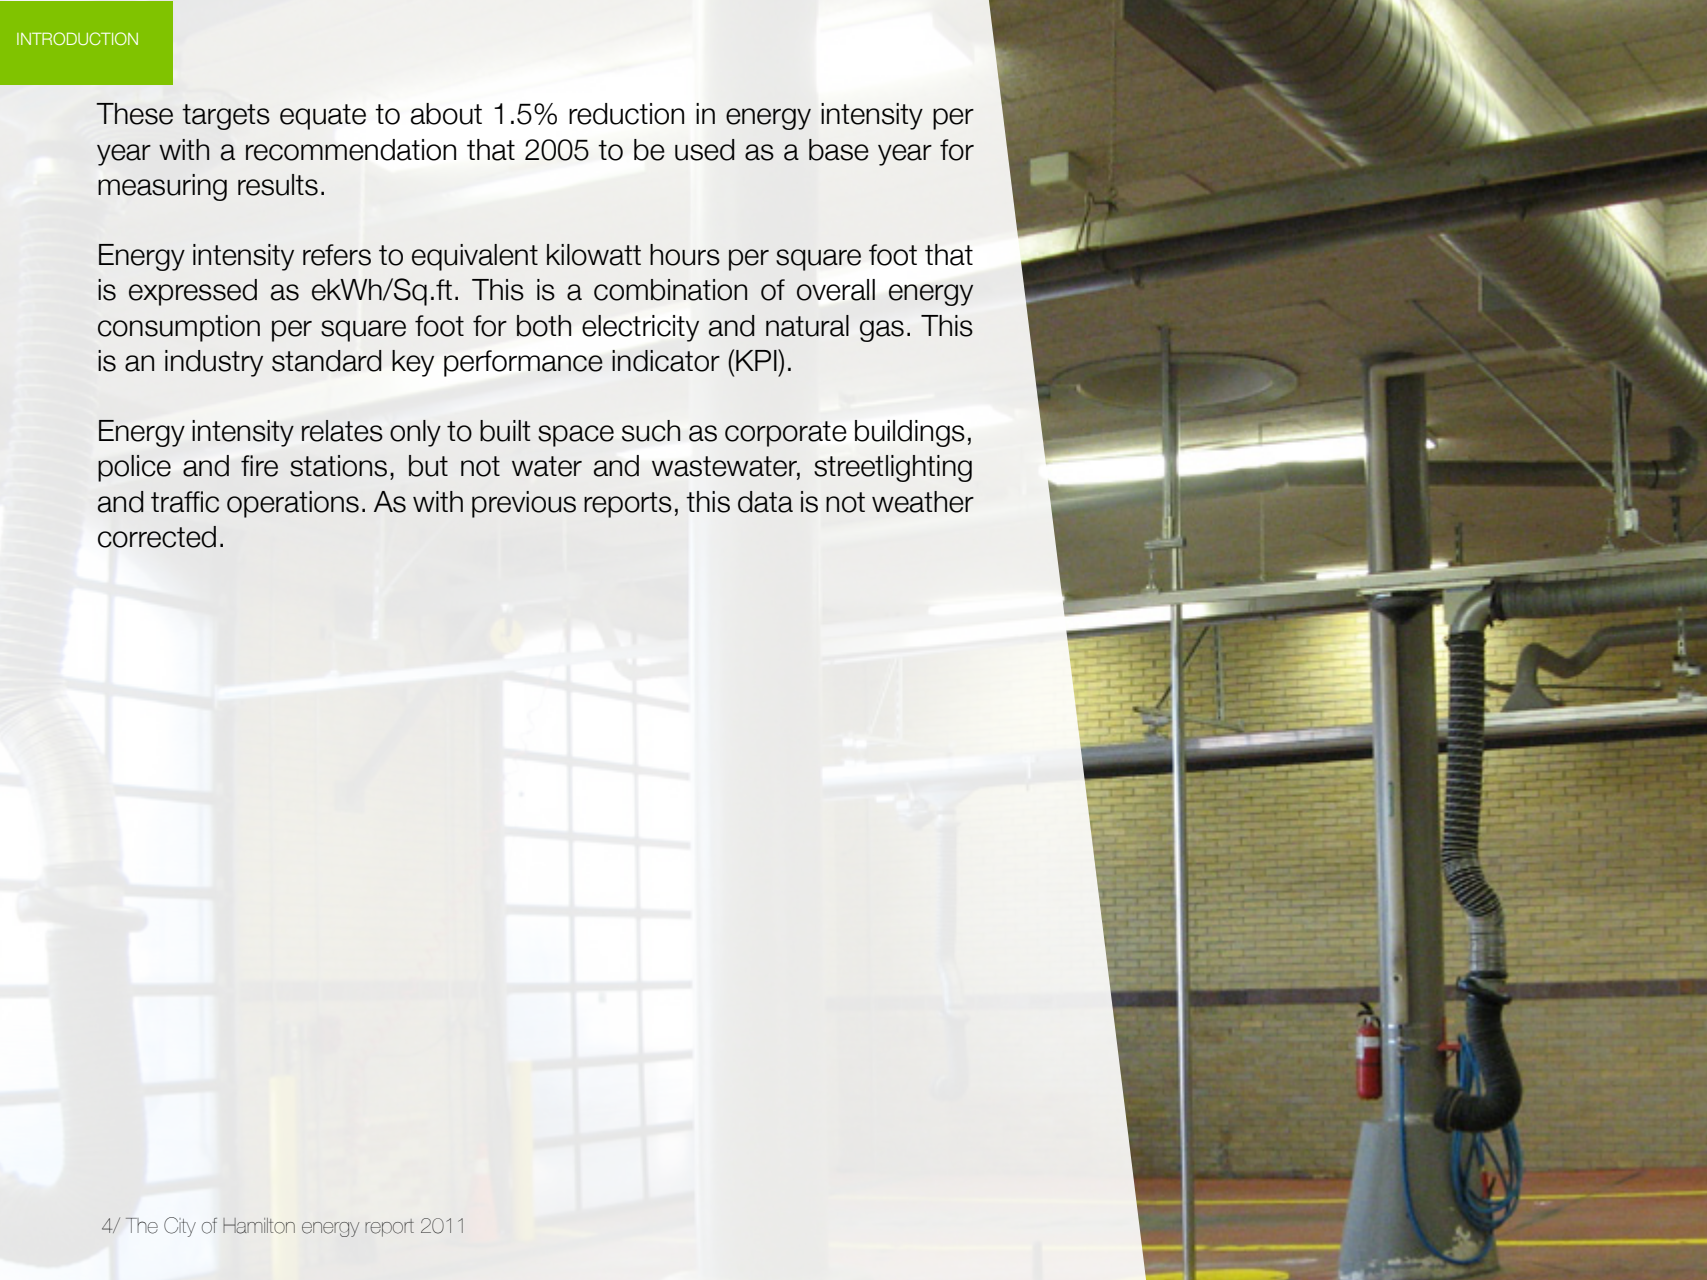 INTRODUCTION
These targets equate to about 1.5% reduction in energy intensity per
year with a recommendation that 2005 to be used as a base year for
measuring results.
Energy intensity refers to equivalent kilowatt hours per square foot that
is expressed as ekWh/Sq.ft. This is a combination of overall energy
consumption per square foot for both electricity and natural gas. This
is an industry standard key performance indicator (KPI).
Energy intensity relates only to built space such as corporate buildings,
police and fire stations, but not water and wastewater, streetlighting
and traffic operations. As with previous reports, this data is not weather
corrected.
4/ The City of Hamilton energy report 2011